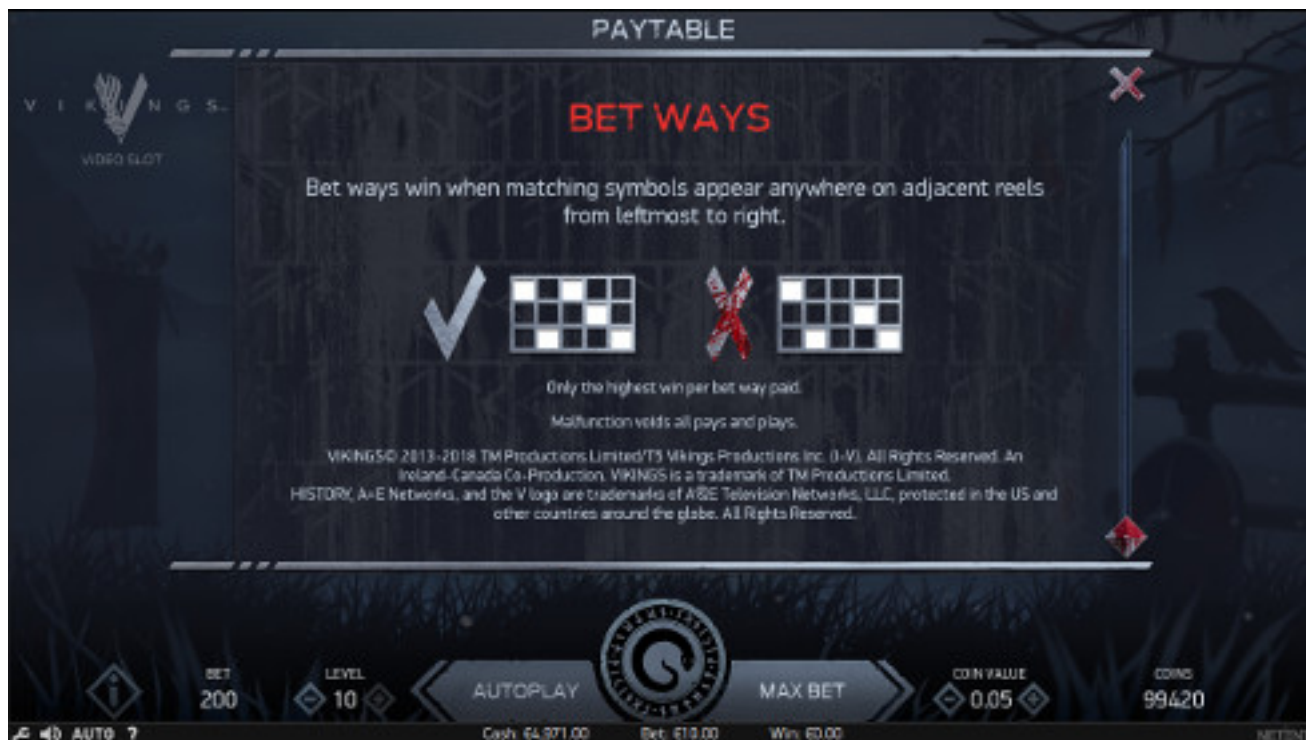 PAYTABLE
VIKINGS
VIDEO SLOT
BET WAYS
Bet ways win when matching symbols appear anywhere on adjacent reels
from leftmost to right.
Only the highest win per bet way paid.
Malfunction voids all pays and plays.
VIKINGS© 2013-2018 TM Productions Limited/T5 Vikings Productions Inc. (I-V). All Rights Reserved. An
Ireland-Canada Co-Production. VIKINGS is a trademark of TM Productions Limited.
HISTORY, A+E Networks, and the V logo are trademarks of A&E Television Networks, LLC, protected in the US and
other countries around the globe. All Rights Reserved.
BET
200
LEVEL
10
AUTOPLAY
MAX BET
COIN VALUE
0.05
COINS
99420
AUTO ?
Cash: €4,971.00 Bet: €10.00 Win: €0.00
NETENT